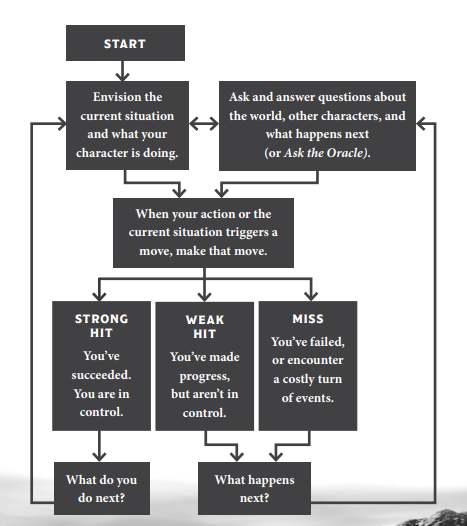 START
Envision the
current situation
and what your
character is doing.
Ask and answer questions about
the world, other characters, and
what happens next
(or Ask the Oracle).
When your action or the
current situation triggers a
move, make that move.
STRONG
HIT
You’ve
succeeded.
You are in
control.
WEAK
HIT
You’ve made
progress,
but aren’t in
control.
MISS
You’ve failed,
or encounter
a costly turn
of events.
What do you
do next?
What happens
next?